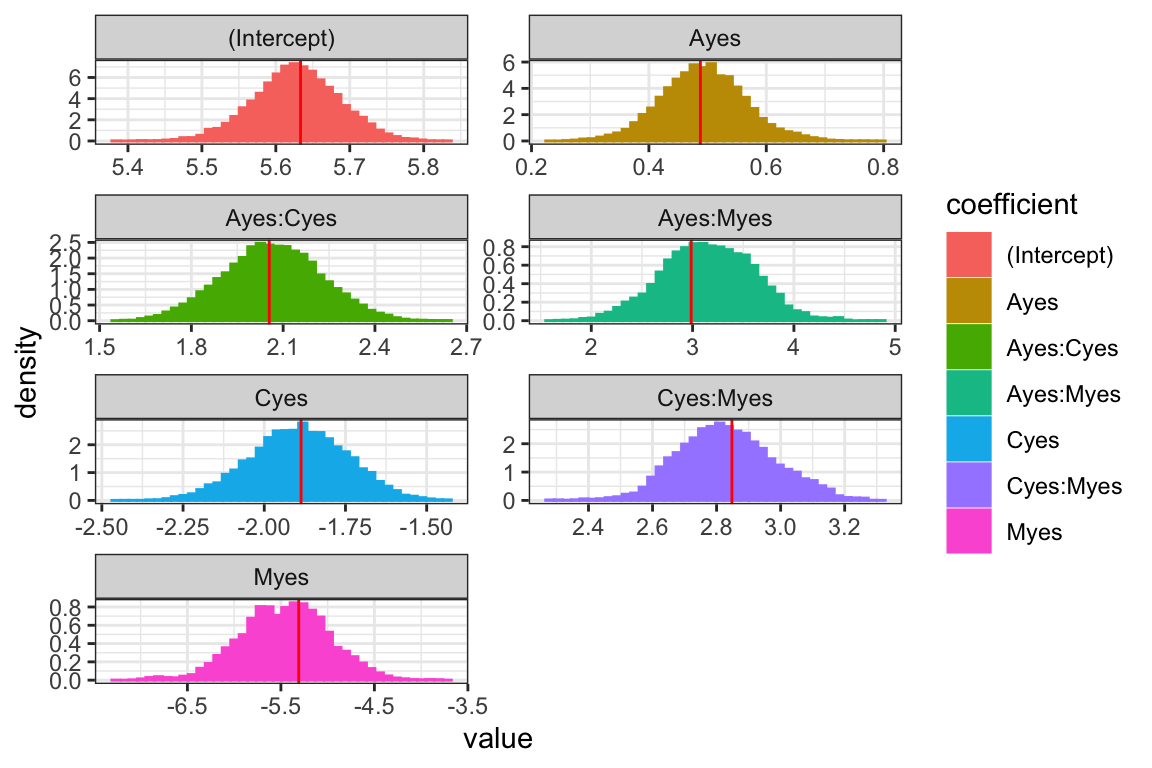 (Intercept)
6
4
2
0
5.4 5.5 5.6 5.7 5.8
Ayes
6
4
2
0
0.2 0.4 0.6 0.8
Ayes:Cyes
2.5
2.0
1.5
1.0
0.5
0.0
1.5 1.8 2.1 2.4 2.7
Ayes:Myes
0.8
0.6
0.4
0.2
0.0
2 3 4 5
Cyes
2
1
0
-2.50 -2.25 -2.00 -1.75 -1.50
Cyes:Myes
2
1
0
2.4 2.6 2.8 3.0 3.2
Myes
0.8
0.6
0.4
0.2
0.0
-6.5 -5.5 -4.5 -3.5
density
value
coefficient
(Intercept)
Ayes
Ayes:Cyes
Ayes:Myes
Cyes
Cyes:Myes
Myes